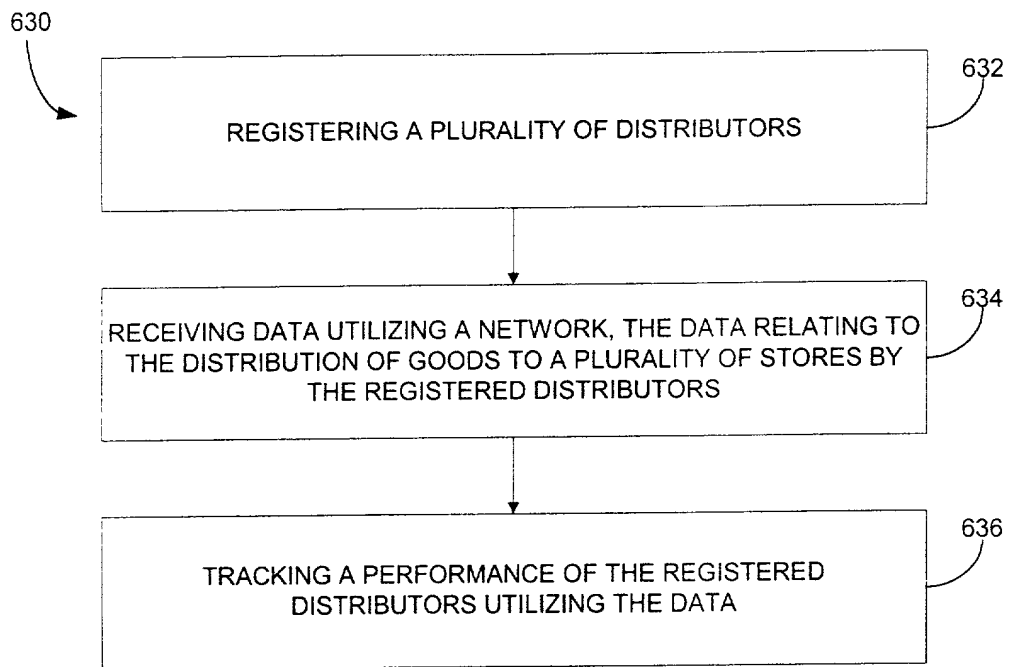 630
632
REGISTERING A PLURALITY OF DISTRIBUTORS
634
RECEIVING DATA UTILIZING A NETWORK, THE DATA RELATING TO
THE DISTRIBUTION OF GOODS TO A PLURALITY OF STORES BY
THE REGISTERED DISTRIBUTORS
636
TRACKING A PERFORMANCE OF THE REGISTERED
DISTRIBUTORS UTILIZING THE DATA